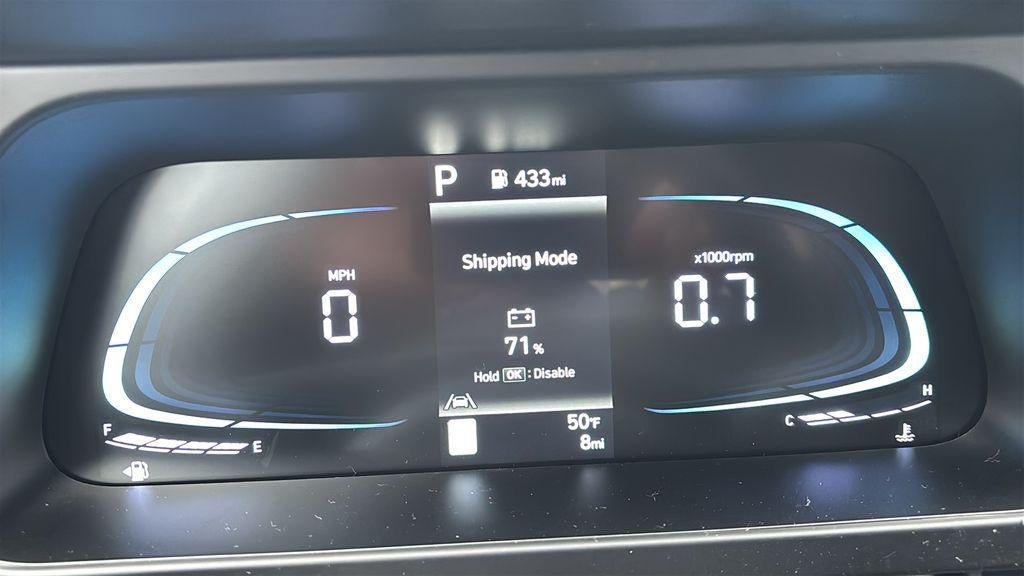 P 433mi
Shipping Mode
MPH
0
x1000rpm
0.7
71%
Hold OK : Disable
F E
C H
50°F
8mi